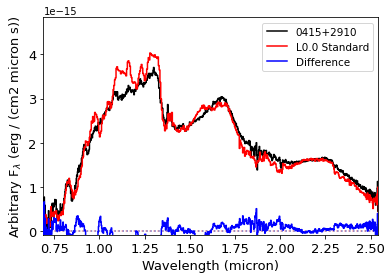 1e−15
0415+2910
L0.0 Standard
Difference
4
3
2
1
0
Arbitrary Fλ (erg / (cm2 micron s))
0.75 1.00 1.25 1.50 1.75 2.00 2.25 2.50
Wavelength (micron)